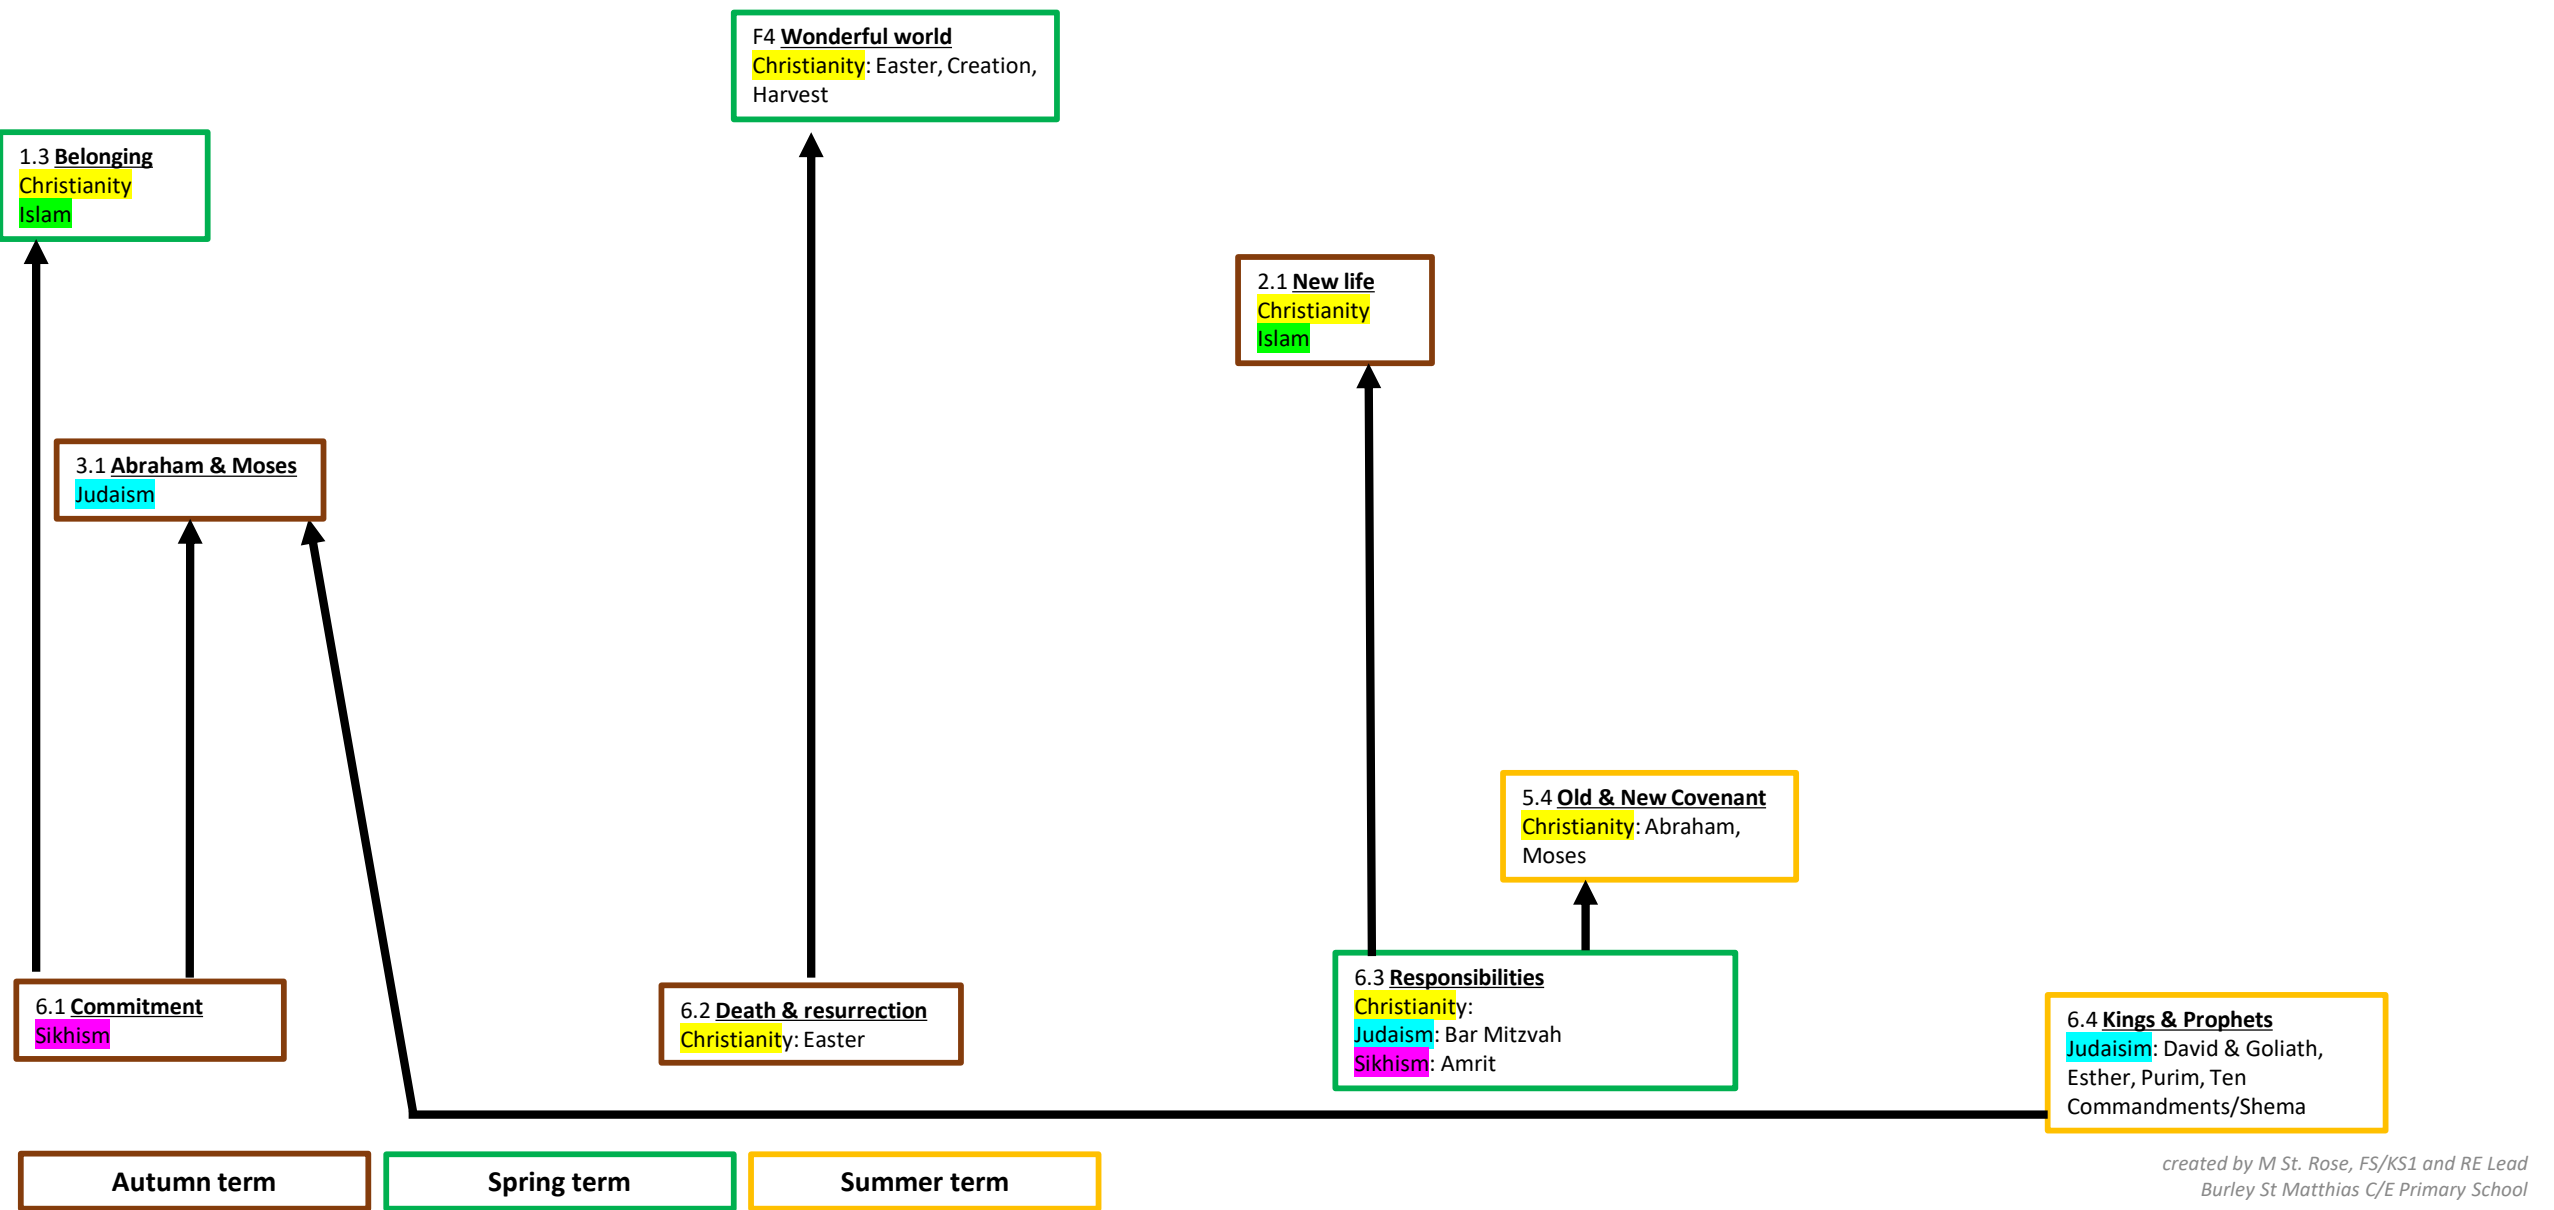 F4 Wonderful world
Christianity: Easter, Creation,
Harvest
1.3 Belonging
Christianity
Islam
2.1 New life
Christianity
Islam
3.1 Abraham & Moses
Judaism
5.4 Old & New Covenant
Christianity: Abraham,
Moses
6.1 Commitment
Sikhism
6.2 Death & resurrection
Christianity: Easter
6.3 Responsibilities
Christianity:
Judaism: Bar Mitzvah
Sikhism: Amrit
6.4 Kings & Prophets
Judaisim: David & Goliath,
Esther, Purim, Ten
Commandments/Shema
Autumn term
Spring term
Summer term
created by M St. Rose, FS/KS1 and RE Lead
Burley St Matthias C/E Primary School